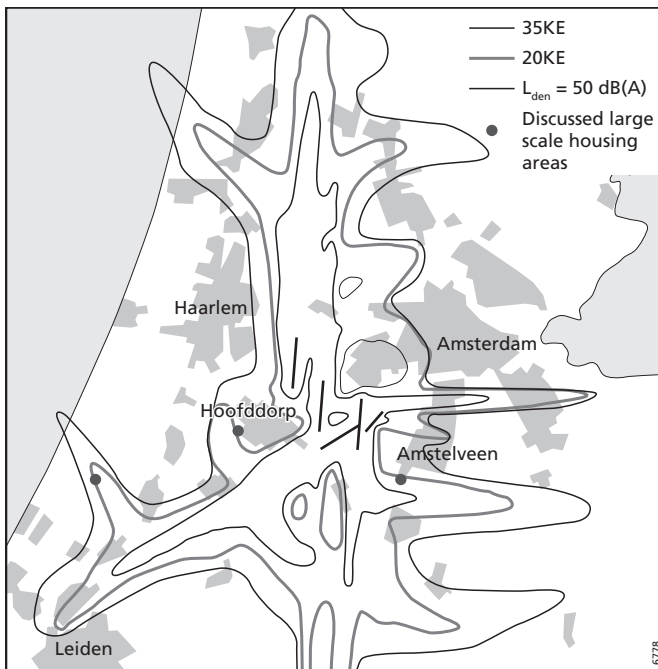 35KE
20KE
L_den = 50 dB(A)
Discussed large
scale housing
areas
Haarlem
Amsterdam
Hoofddorp
Amstelveen
Leiden
6778